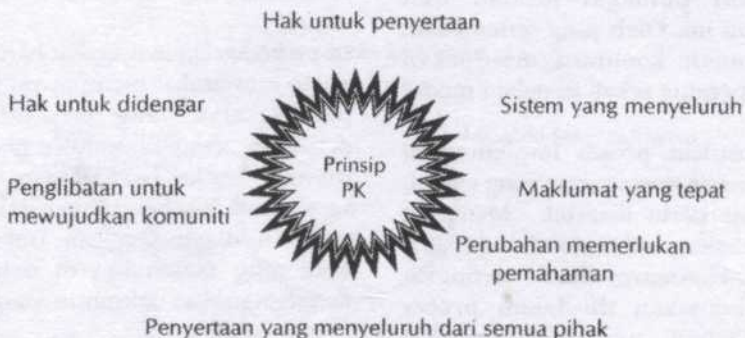 Hak untuk penyertaan
Hak untuk didengar
Sistem yang menyeluruh
Prinsip
PK
Penglibatan untuk
mewujudkan komuniti
Maklumat yang tepat
Perubahan memerlukan
pemahaman
Penyertaan yang menyeluruh dari semua pihak